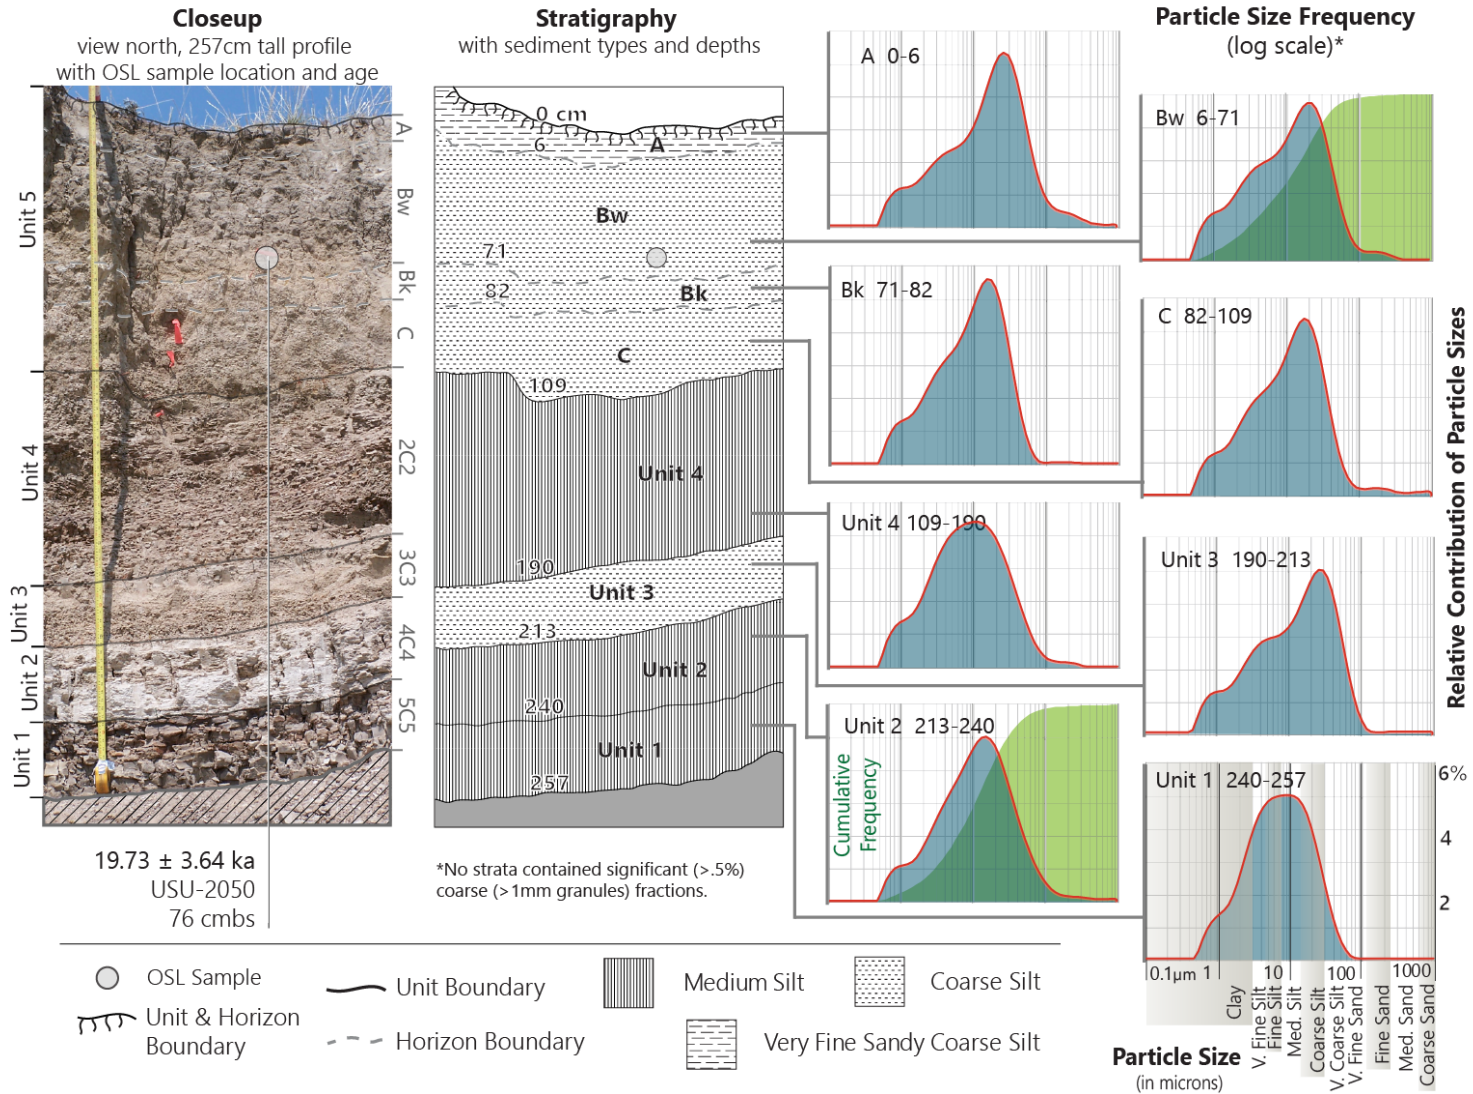 Closeup
view north, 257cm tall profile
with OSL sample location and age
Stratigraphy
with sediment types and depths
Particle Size Frequency
(log scale)*
Unit 5
Unit 4
Unit 3
Unit 2
Unit 1
A
Bw
Bk
C
2C2
3C3
4C4
5C5
0 cm
6
A
Bw
71
82
Bk
C
109
Unit 4
190
Unit 3
213
Unit 2
240
Unit 1
257
A 0-6
Bw 6-71
Bk 71-82
C 82-109
Unit 4 109-190
Unit 3 190-213
Unit 2 213-240
Cumulative
Frequency
Unit 1 240-257
6%
4
2
0.1µm 1 10 100 1000
Clay
V. Fine Silt
Fine Silt
Med. Silt
Coarse Silt
V. Coarse Silt
V. Fine Sand
Fine Sand
Med. Sand
Coarse Sand
Particle Size
(in microns)
Relative Contribution of Particle Sizes
19.73 ± 3.64 ka
USU-2050
76 cmbs
*No strata contained significant (>.5%)
coarse (>1mm granules) fractions.
OSL Sample
Unit & Horizon
Boundary
Unit Boundary
Horizon Boundary
Medium Silt
Coarse Silt
Very Fine Sandy Coarse Silt